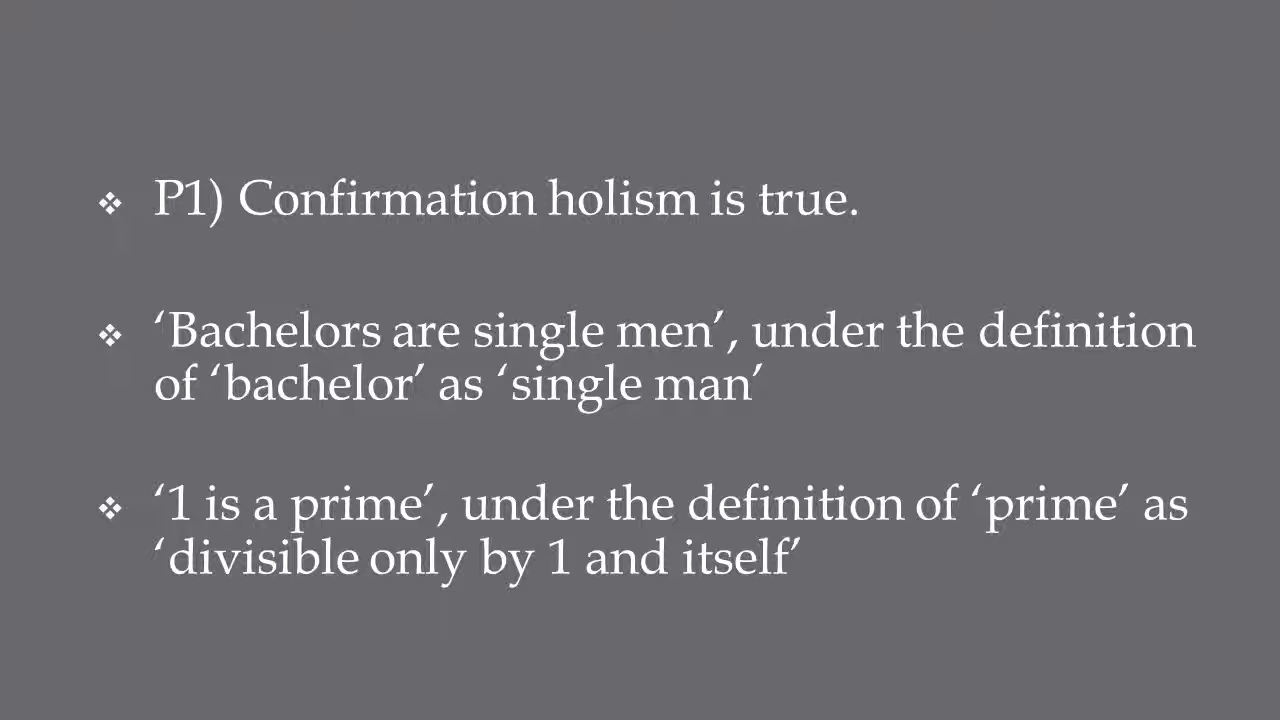 ❖ P1) Confirmation holism is true.
❖ ‘Bachelors are single men’, under the definition
of ‘bachelor’ as ‘single man’
❖ ‘1 is a prime’, under the definition of ‘prime’ as
‘divisible only by 1 and itself’